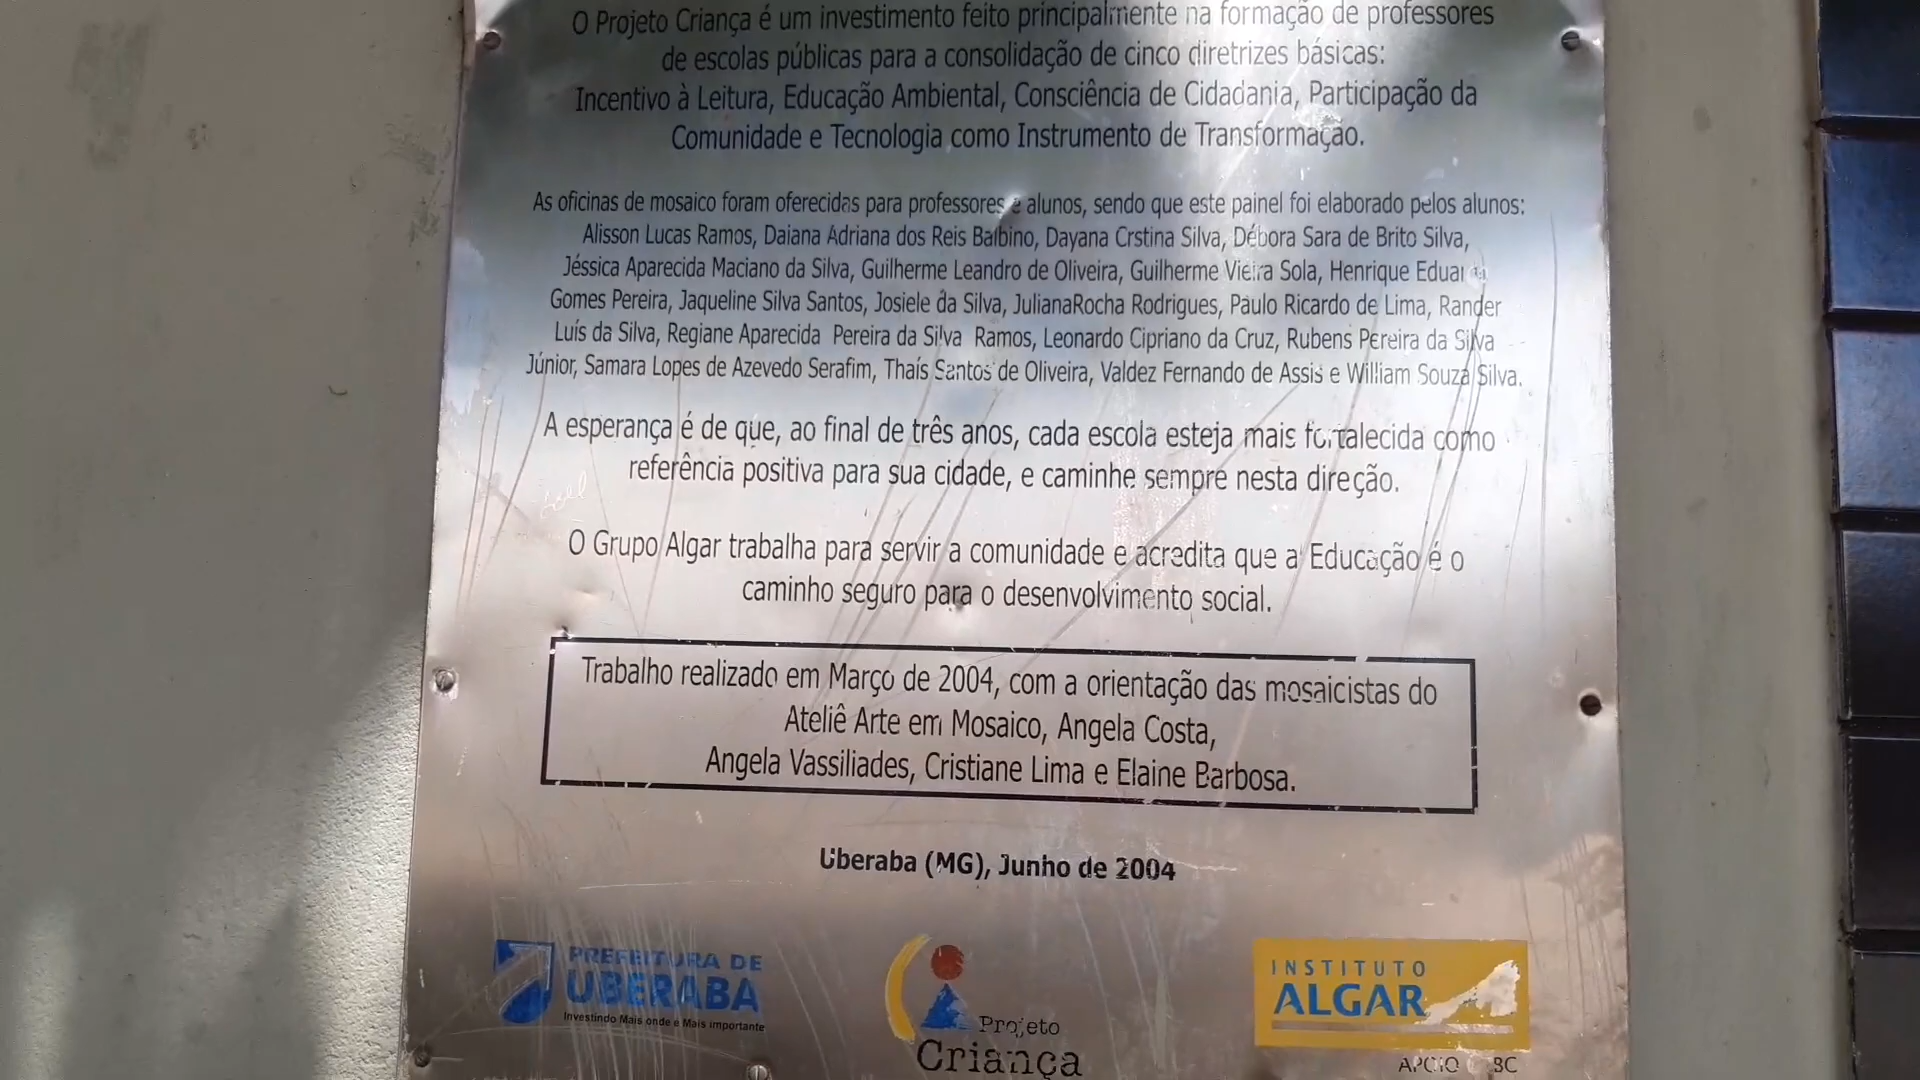 O Projeto Criança é um investimento feito principalmente na formação de professores
de escolas públicas para a consolidação de cinco diretrizes básicas:
Incentivo à Leitura, Educação Ambiental, Consciência de Cidadania, Participação da
Comunidade e Tecnologia como Instrumento de Transformação.
As oficinas de mosaico foram oferecidas para professores e alunos, sendo que este painel foi elaborado pelos alunos:
Alisson Lucas Ramos, Daiana Adriana dos Reis Balbino, Dayana Crstina Silva, Débora Sara de Brito Silva,
Jéssica Aparecida Maciano da Silva, Guilherme Leandro de Oliveira, Guilherme Vieira Sola, Henrique
Gomes Pereira, Jaqueline Silva Santos, Josiele da Silva, JulianaRocha Rodrigues, Paulo Ricardo de Lima, Rander
Luís da Silva, Regiane Aparecida Pereira da Silva Ramos, Leonardo Cipriano da Cruz, Rubens Pereira da Silva
Júnior, Samara Lopes de Azevedo Serafim, Thaís Santos de Oliveira, Valdez Fernando de Assis e William Souza Silva.
A esperança é de que, ao final de três anos, cada escola esteja mais fortalecida como
referência positiva para sua cidade, e caminhe sempre nesta direção.
O Grupo Algar trabalha para servir a comunidade e acredita que a Educação é o
caminho seguro para o desenvolvimento social.
Trabalho realizado em Março de 2004, com a orientação das mosaicistas do
Ateliê Arte em Mosaico, Angela Costa,
Angela Vassiliades, Cristiane Lima e Elaine Barbosa.
Uberaba (MG), Junho de 2004
PREFEITURA DE
UBERABA
Investindo Mais onde e Mais importante
Projeto
Criança
INSTITUTO
ALGAR
APOIO